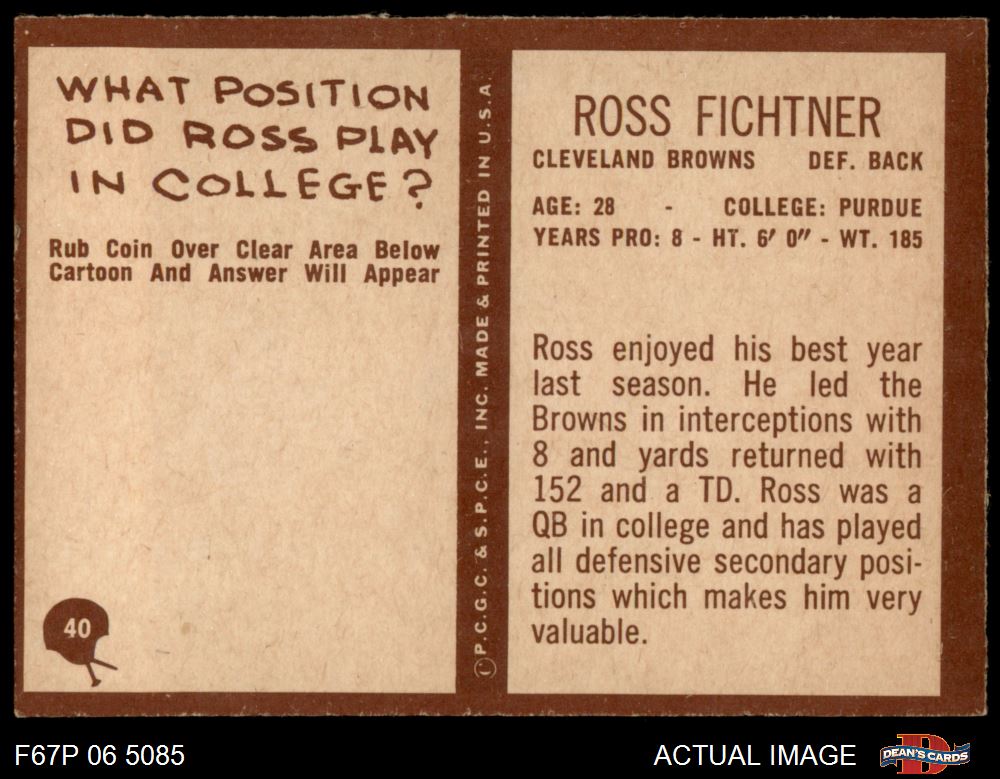 WHAT POSITION
DID ROSS PLAY
IN COLLEGE?
Rub Coin Over Clear Area Below
Cartoon And Answer Will Appear
40
©P.C.G.C. & S.P.C.E., INC. MADE & PRINTED IN U.S.A.
ROSS FICHTNER
CLEVELAND BROWNS DEF. BACK
AGE: 28 - COLLEGE: PURDUE
YEARS PRO: 8 - HT. 6′ 0″ - WT. 185
Ross enjoyed his best year
last season. He led the
Browns in interceptions with
8 and yards returned with
152 and a TD. Ross was a
QB in college and has played
all defensive secondary posi-
tions which makes him very
valuable.
F67P 06 5085
ACTUAL IMAGE
DEAN'S CARDS